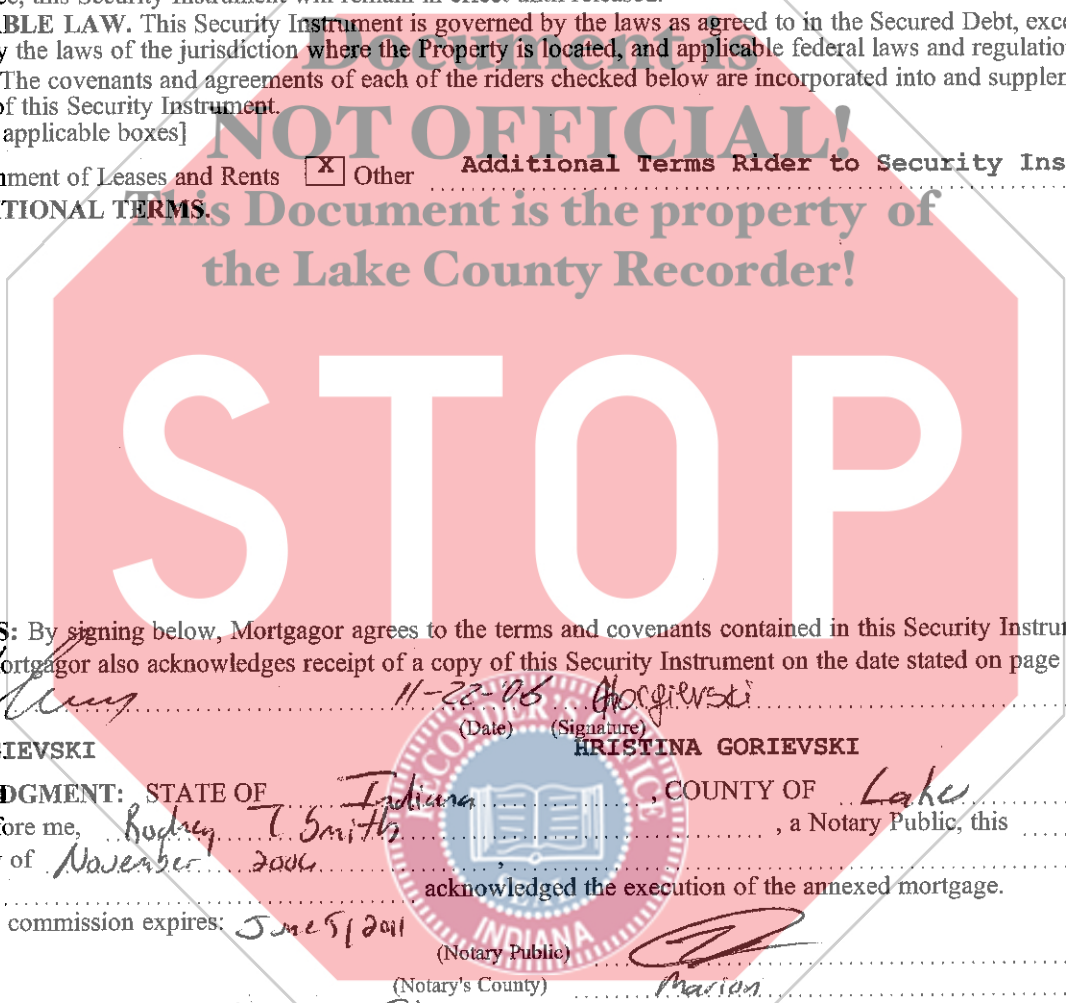 ce, this Security Instrument will remain in effect until released.
BLE LAW. This Security Instrument is governed by the laws as agreed to in the Secured Debt, exce
y the laws of the jurisdiction where the Property is located, and applicable federal laws and regulatio
Document is
The covenants and agreements of each of the riders checked below are incorporated into and supplem
of this Security Instrument.
NOT OFFICIAL!
applicable boxes]
nment of Leases and Rents X Other Additional Terms Rider to Security Ins
TIONAL TERMS.
This Document is the property of
the Lake County Recorder!
STOP
S: By signing below, Mortgagor agrees to the terms and covenants contained in this Security Instrum
ortgagor also acknowledges receipt of a copy of this Security Instrument on the date stated on page
11-22-06
(Date) (Signature)
IEVSKI HRISTINA GORIEVSKI
RECORDER'S OFFICE
DGMENT: STATE OF Indiana, COUNTY OF Lake
ore me, Rodney T Smith, a Notary Public, this
y of November 2006,
acknowledged the execution of the annexed mortgage.
SEAL
commission expires: June 5, 2011
INDIANA
(Notary Public)
(Notary's County) Marion